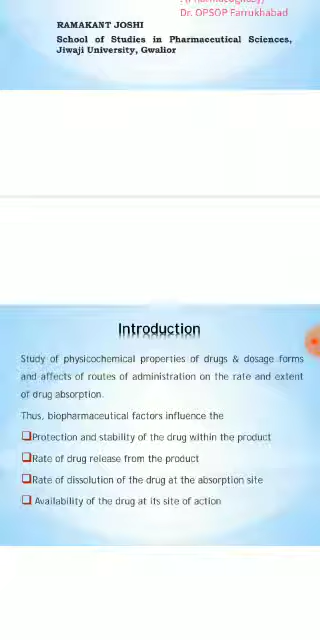 RAMAKANT JOSHI
Dr. OPSOP Farrukhabad
School of Studies in Pharmaceutical Sciences,
Jiwaji University, Gwalior
Introduction
Study of physicochemical properties of drugs & dosage forms
and affects of routes of administration on the rate and extent
of drug absorption.
Thus, biopharmaceutical factors influence the
❑Protection and stability of the drug within the product
❑Rate of drug release from the product
❑Rate of dissolution of the drug at the absorption site
❑ Availability of the drug at its site of action